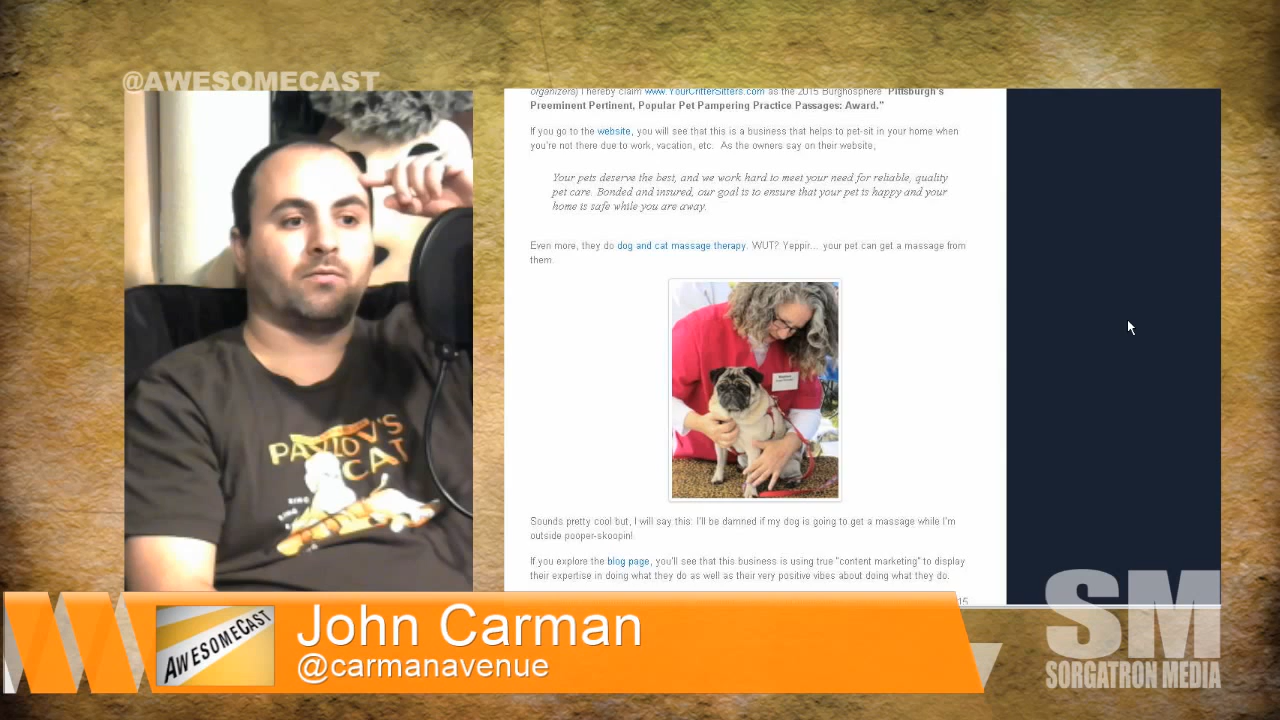 @AWESOMECAST
organizers) I hereby claim www.YourCritterSitters.com as the 2015 Burghosphere "Pittsburgh's
Preeminent Pertinent, Popular Pet Pampering Practice Passages: Award."
If you go to the website, you will see that this is a business that helps to pet-sit in your home when
you're not there due to work, vacation, etc. As the owners say on their website,
Your pets deserve the best, and we work hard to meet your need for reliable, quality
pet care. Bonded and insured, our goal is to ensure that your pet is happy and your
home is safe while you are away.
Even more, they do dog and cat massage therapy. WUT? Yeppir... your pet can get a massage from
them.
Sounds pretty cool but, I will say this: I'll be damned if my dog is going to get a massage while I'm
outside pooper-skoopin!
If you explore the blog page, you'll see that this business is using true "content marketing" to display
their expertise in doing what they do as well as their very positive vibes about doing what they do.
PAVLOV'S
CAT
RING
RING
RING
AWESOMECAST
John Carman
@carmanavenue
SM
SORGATRON MEDIA